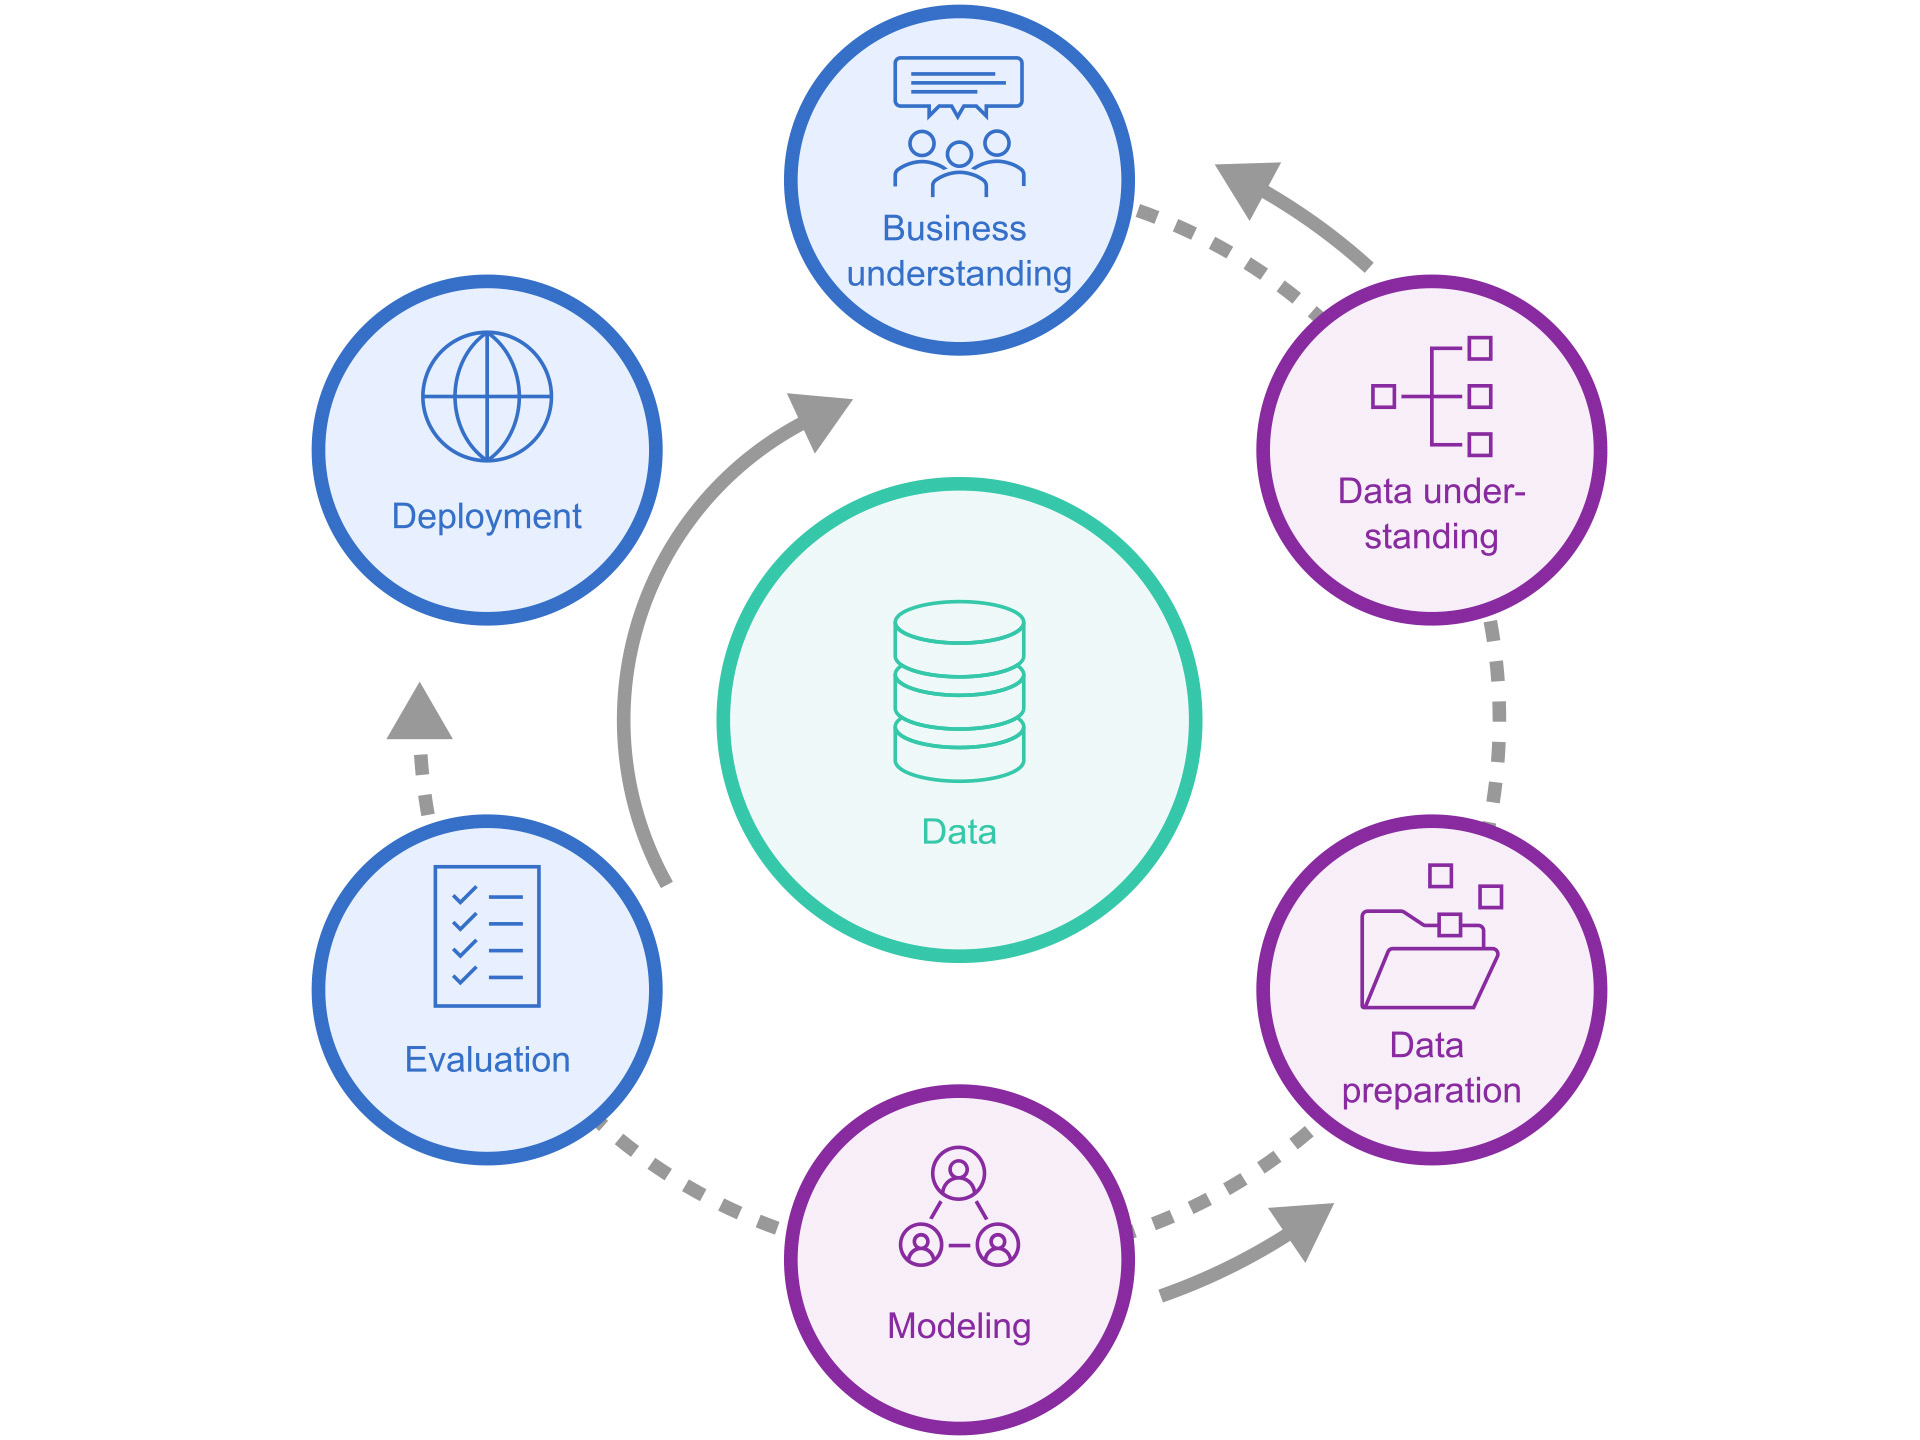 Business
understanding
Data under-
standing
Data
preparation
Modeling
Evaluation
Deployment
Data